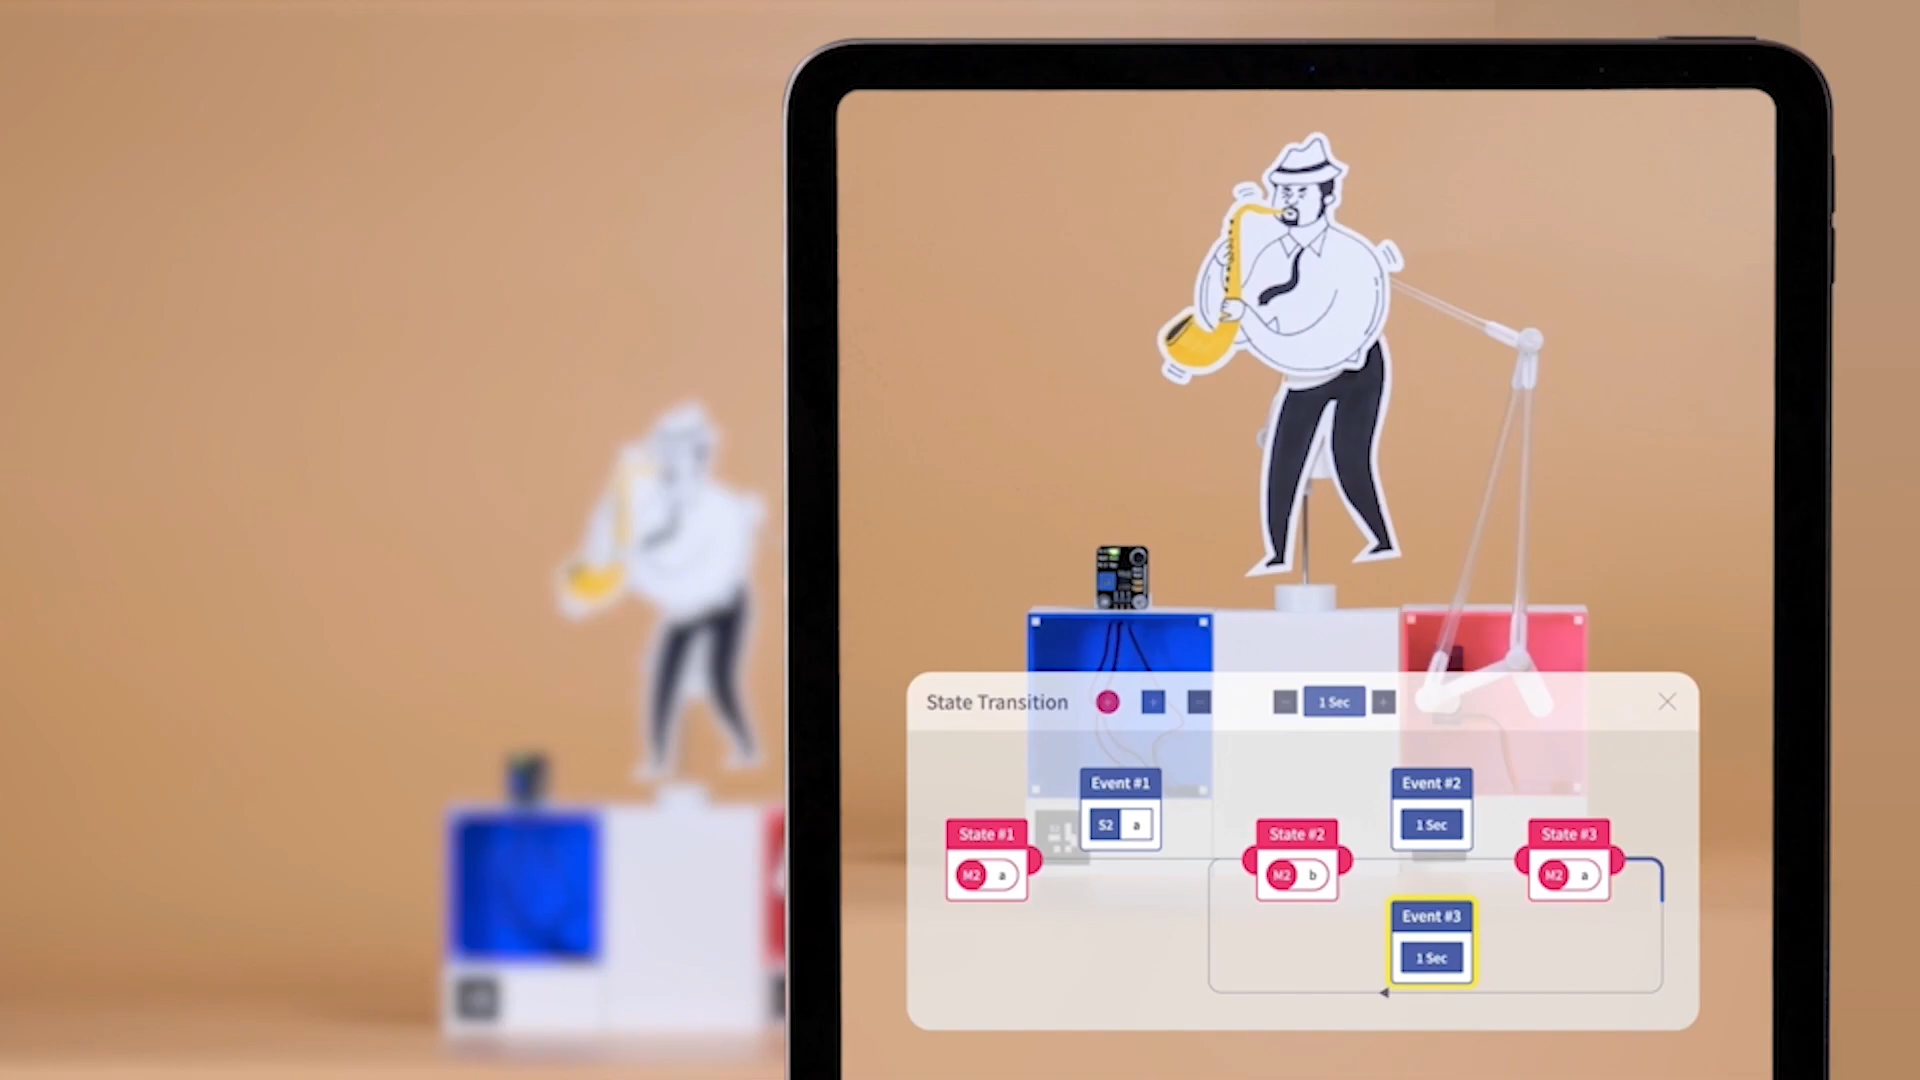 State Transition
1 Sec
Event #1
S2 a
Event #2
1 Sec
State #1
M2 a
State #2
M2 b
State #3
M2 a
Event #3
1 Sec